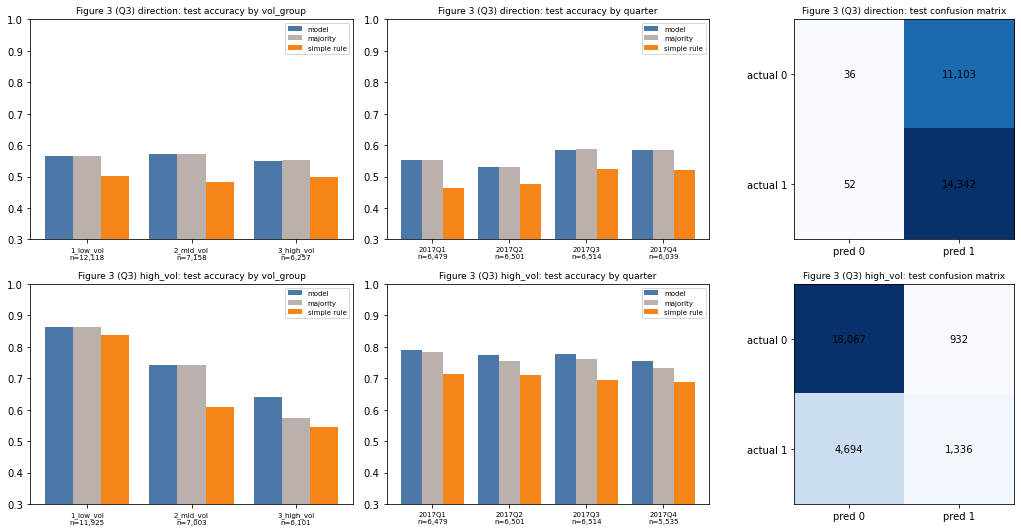 Figure 3 (Q3) direction: test accuracy by vol_group
1.0
0.9
0.8
0.7
0.6
0.5
0.4
0.3
model
majority
simple rule
1_low_vol
n=12,118
2_mid_vol
n=7,158
3_high_vol
n=6,257
Figure 3 (Q3) direction: test accuracy by quarter
1.0
0.9
0.8
0.7
0.6
0.5
0.4
0.3
model
majority
simple rule
2017Q1
n=6,479
2017Q2
n=6,501
2017Q3
n=6,514
2017Q4
n=6,039
Figure 3 (Q3) direction: test confusion matrix
actual 0
36
11,103
actual 1
52
14,342
pred 0
pred 1
Figure 3 (Q3) high_vol: test accuracy by vol_group
1.0
0.9
0.8
0.7
0.6
0.5
0.4
0.3
model
majority
simple rule
1_low_vol
n=11,925
2_mid_vol
n=7,003
3_high_vol
n=6,101
Figure 3 (Q3) high_vol: test accuracy by quarter
1.0
0.9
0.8
0.7
0.6
0.5
0.4
0.3
model
majority
simple rule
2017Q1
n=6,479
2017Q2
n=6,501
2017Q3
n=6,514
2017Q4
n=5,535
Figure 3 (Q3) high_vol: test confusion matrix
actual 0
18,067
932
actual 1
4,694
1,336
pred 0
pred 1